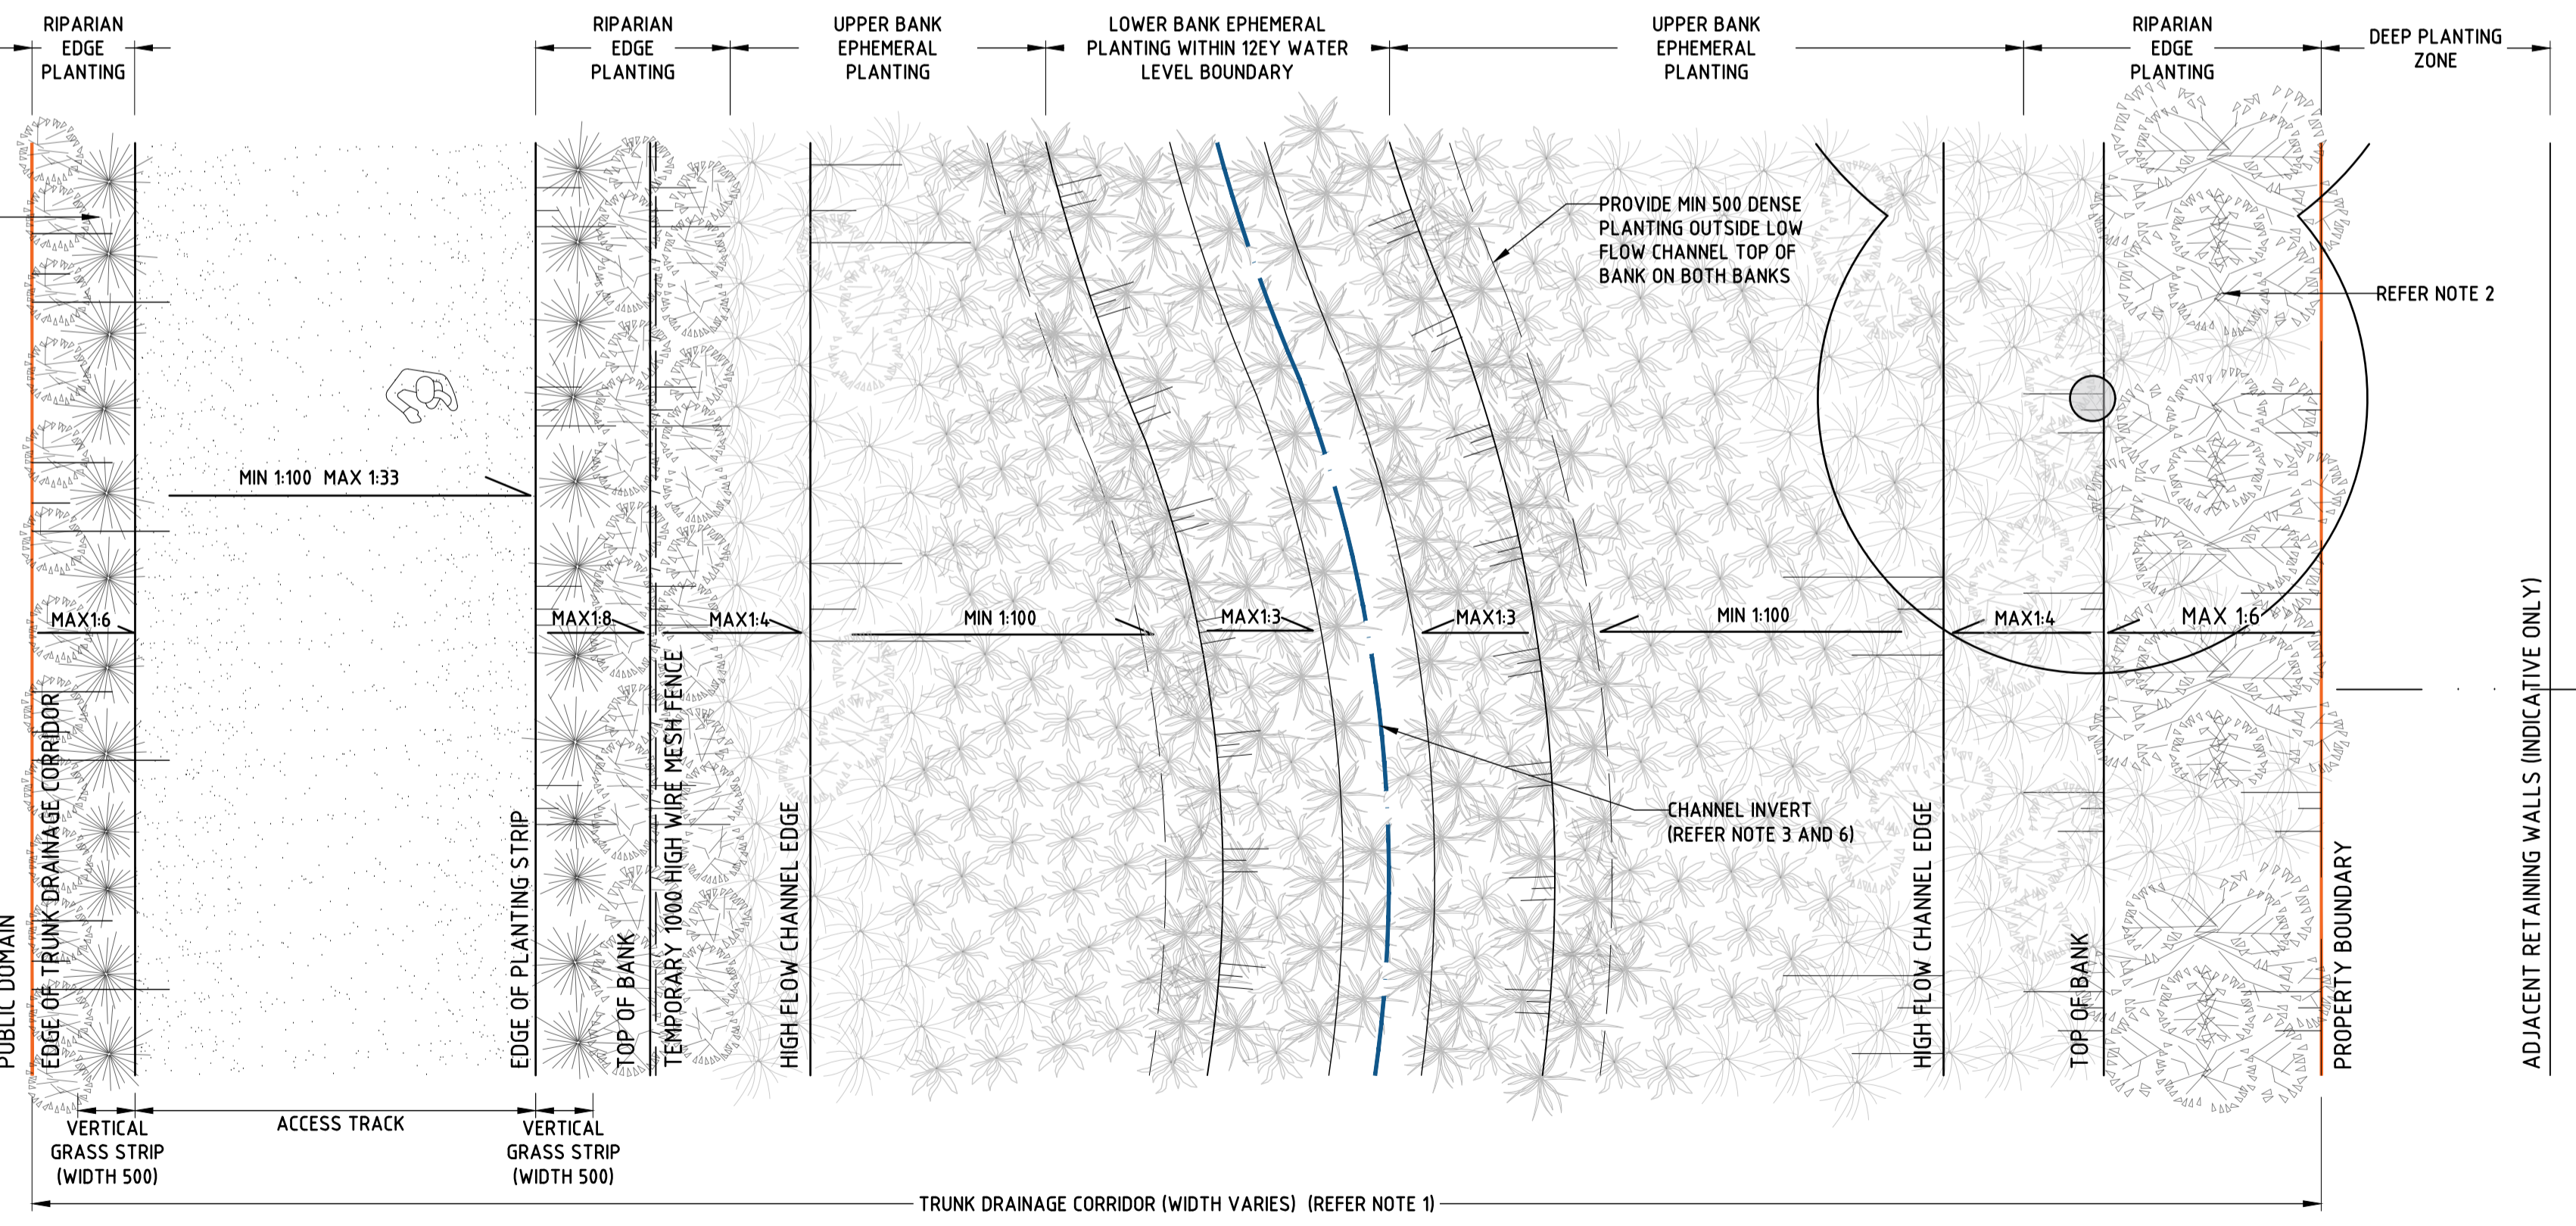 RIPARIAN
EDGE
PLANTING
RIPARIAN
EDGE
PLANTING
UPPER BANK
EPHEMERAL
PLANTING
LOWER BANK EPHEMERAL
PLANTING WITHIN 12EY WATER
LEVEL BOUNDARY
UPPER BANK
EPHEMERAL
PLANTING
RIPARIAN
EDGE
PLANTING
DEEP PLANTING
ZONE
PROVIDE MIN 500 DENSE
PLANTING OUTSIDE LOW
FLOW CHANNEL TOP OF
BANK ON BOTH BANKS
REFER NOTE 2
MIN 1:100 MAX 1:33
MAX1:6
MAX1:8
MAX1:4
MIN 1:100
MAX1:3
MAX1:3
MIN 1:100
MAX1:4
MAX 1:6
CHANNEL INVERT
(REFER NOTE 3 AND 6)
PUBLIC DOMAIN
EDGE OF TRUNK DRAINAGE CORRIDOR
EDGE OF PLANTING STRIP
TOP OF BANK
TEMPORARY 1000 HIGH WIRE MESH FENCE
HIGH FLOW CHANNEL EDGE
HIGH FLOW CHANNEL EDGE
TOP OF BANK
PROPERTY BOUNDARY
ADJACENT RETAINING WALLS (INDICATIVE ONLY)
VERTICAL
GRASS STRIP
(WIDTH 500)
ACCESS TRACK
VERTICAL
GRASS STRIP
(WIDTH 500)
TRUNK DRAINAGE CORRIDOR (WIDTH VARIES) (REFER NOTE 1)